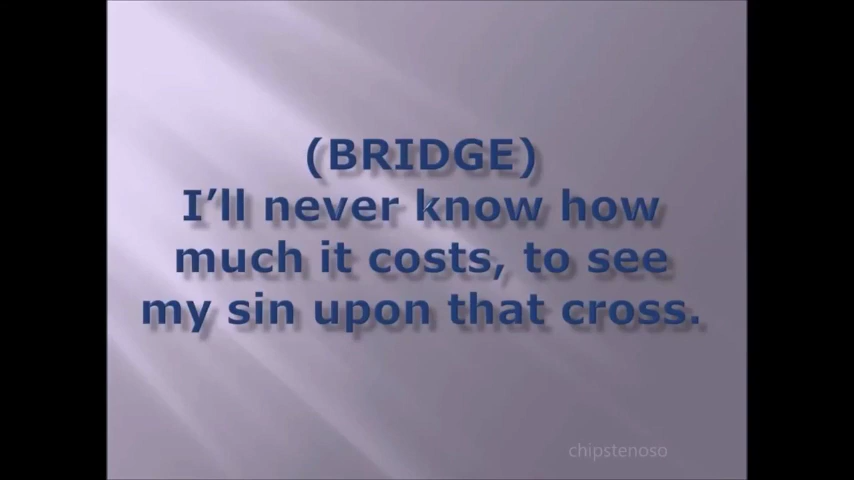 (BRIDGE)
I’ll never know how
much it costs, to see
my sin upon that cross.
chipstenoso